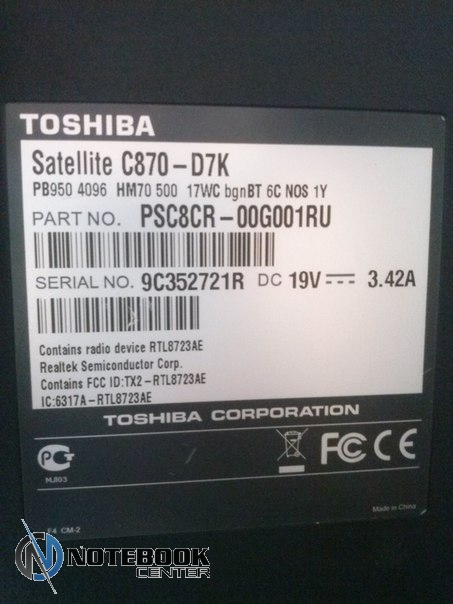 TOSHIBA
Satellite C870-D7K
PB950 4096 HM70 500 17WC bgnBT 6C NOS 1Y
PART NO. PSC8CR-00G001RU
SERIAL NO. 9C352721R DC 19V 3.42A
Contains radio device RTL8723AE
Realtek Semiconductor Corp.
Contains FCC ID:TX2-RTL8723AE
IC:6317A-RTL8723AE
TOSHIBA CORPORATION
FC CE
Made in China
CM-2
NOTEBOOK
CENTER